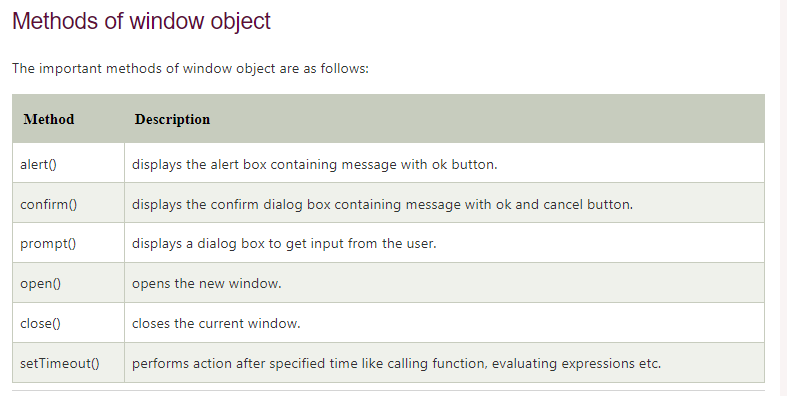 Methods of window object
The important methods of window object are as follows:
Method Description
alert() displays the alert box containing message with ok button.
confirm() displays the confirm dialog box containing message with ok and cancel button.
prompt() displays a dialog box to get input from the user.
open() opens the new window.
close() closes the current window.
setTimeout() performs action after specified time like calling function, evaluating expressions etc.